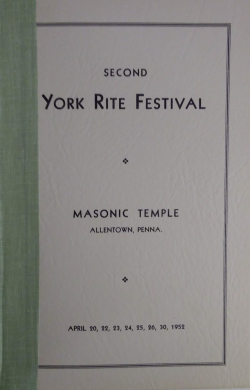 SECOND
YORK RITE FESTIVAL
MASONIC TEMPLE
ALLENTOWN, PENNA.
APRIL 20, 22, 23, 24, 25, 26, 30, 1952